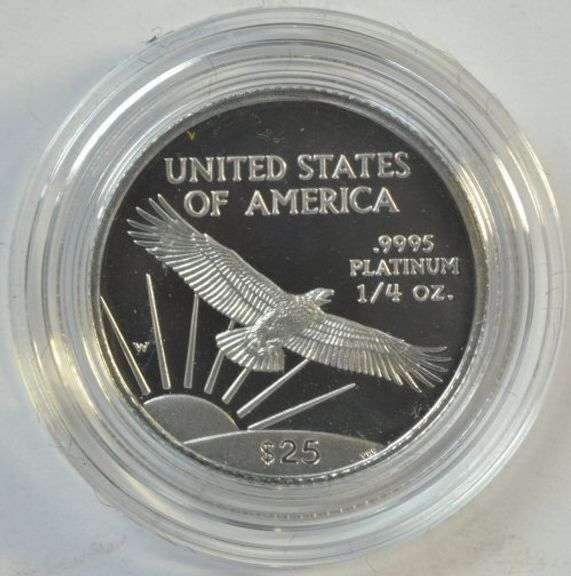 UNITED STATES
OF AMERICA
.9995
PLATINUM
1/4 OZ.
W
$25